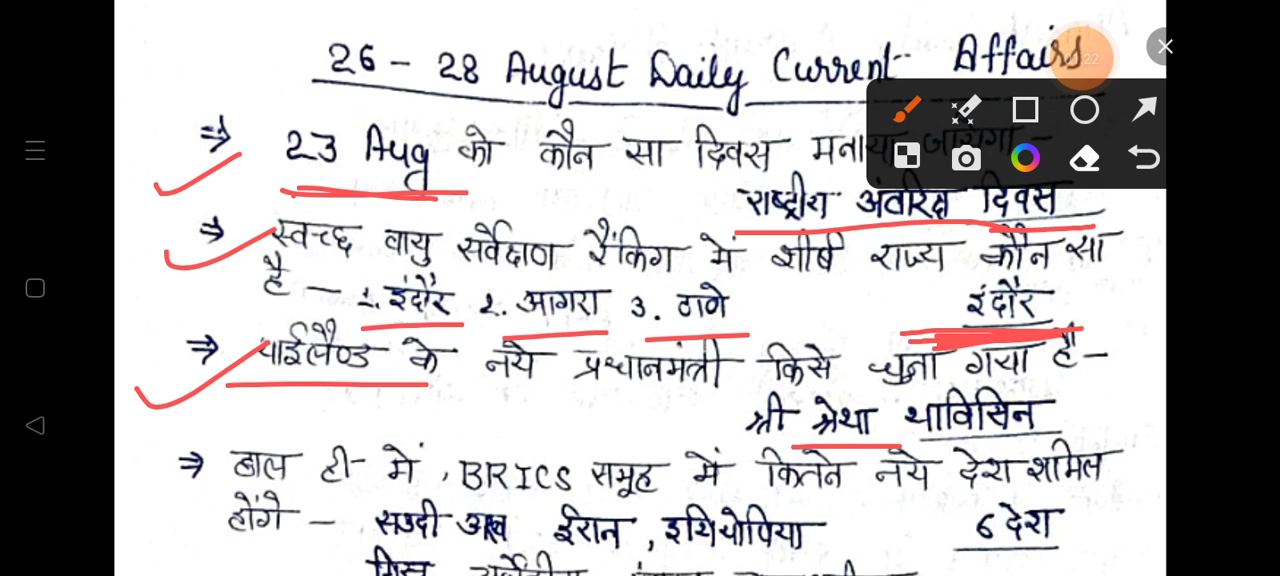 26 - 28 August Daily Current Affairs
⇒ 23 Aug को कौन सा दिवस मनाया जायेगा -
राष्ट्रीय अंतरिक्ष दिवस
⇒ स्वच्छ वायु सर्वेक्षण रैंकिग में शीर्ष राज्य कौन सा
है - 1. इंदौर 2. आगरा 3. ठाणे इंदौर
⇒ थाईलैण्ड के नये प्रधानमंत्री किसे चुना गया है -
श्री श्रेथा थाविसिन
⇒ हाल ही में, BRICS समूह में कितने नये देश शामिल
होंगे - सउदी अरब ईरान, इथियोपिया 6 देश